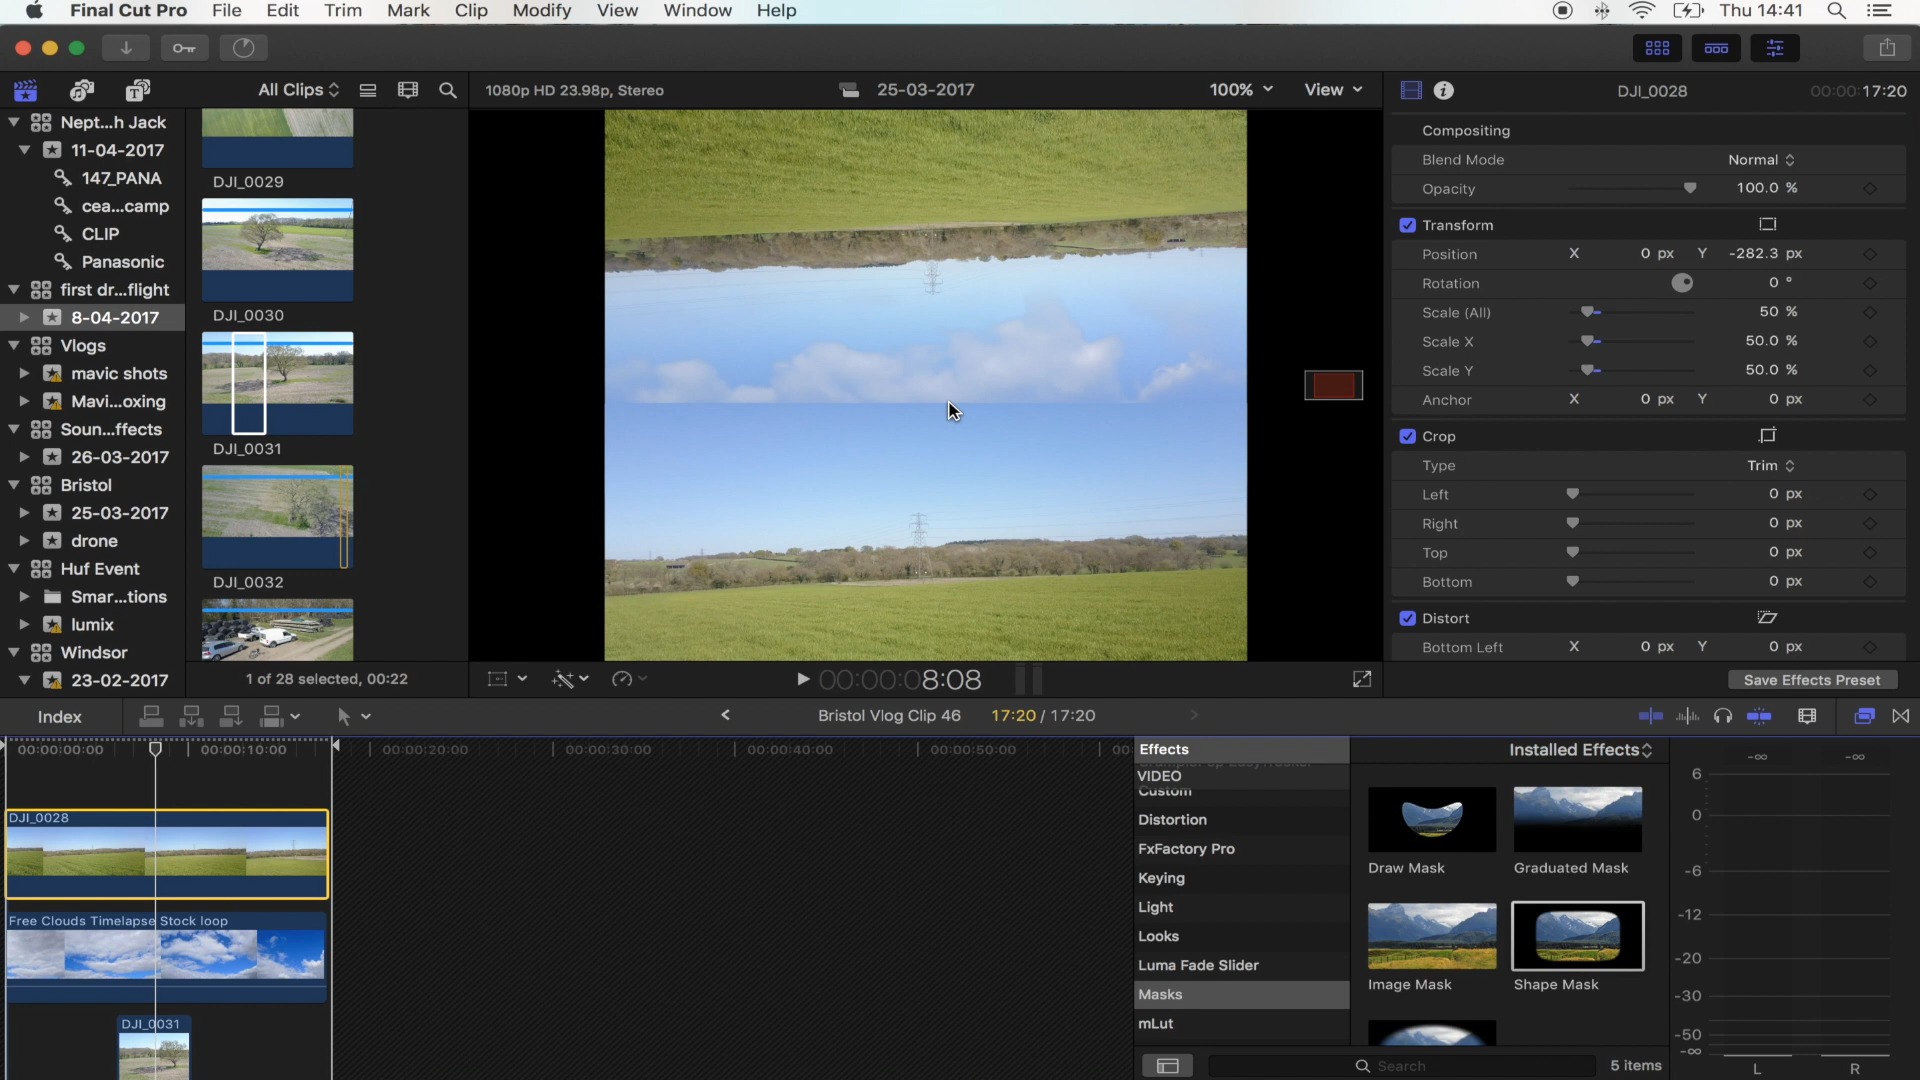 Final Cut Pro File Edit Trim Mark Clip Modify View Window Help Thu 14:41
All Clips 1080p HD 23.98p, Stereo 25-03-2017 100% View DJI_0028 00:00:17:20
Nept...h Jack
11-04-2017
147_PANA
cea...camp
CLIP
Panasonic
first dr...flight
8-04-2017
Vlogs
mavic shots
Mavi...oxing
Soun...ffects
26-03-2017
Bristol
25-03-2017
drone
Huf Event
Smar...tions
lumix
Windsor
23-02-2017
DJI_0029
DJI_0030
DJI_0031
DJI_0032
1 of 28 selected, 00:22
00:00:08:08
Compositing
Blend Mode Normal
Opacity 100.0 %
Transform
Position X 0 px Y -282.3 px
Rotation 0 °
Scale (All) 50 %
Scale X 50.0 %
Scale Y 50.0 %
Anchor X 0 px Y 0 px
Crop
Type Trim
Left 0 px
Right 0 px
Top 0 px
Bottom 0 px
Distort
Bottom Left X 0 px Y 0 px
Save Effects Preset
Index Bristol Vlog Clip 46 17:20 / 17:20
00:00:00:00 00:00:10:00 00:00:20:00 00:00:30:00 00:00:40:00 00:00:50:00 00:
DJI_0028
Free Clouds Timelapse Stock loop
DJI_0031
Effects Installed Effects
VIDEO
Custom
Distortion
FxFactory Pro
Keying
Light
Looks
Luma Fade Slider
Masks
mLut
Draw Mask Graduated Mask
Image Mask Shape Mask
Search 5 items
-∞ -∞
6
0
-6
-12
-20
-30
-50
-∞
L R